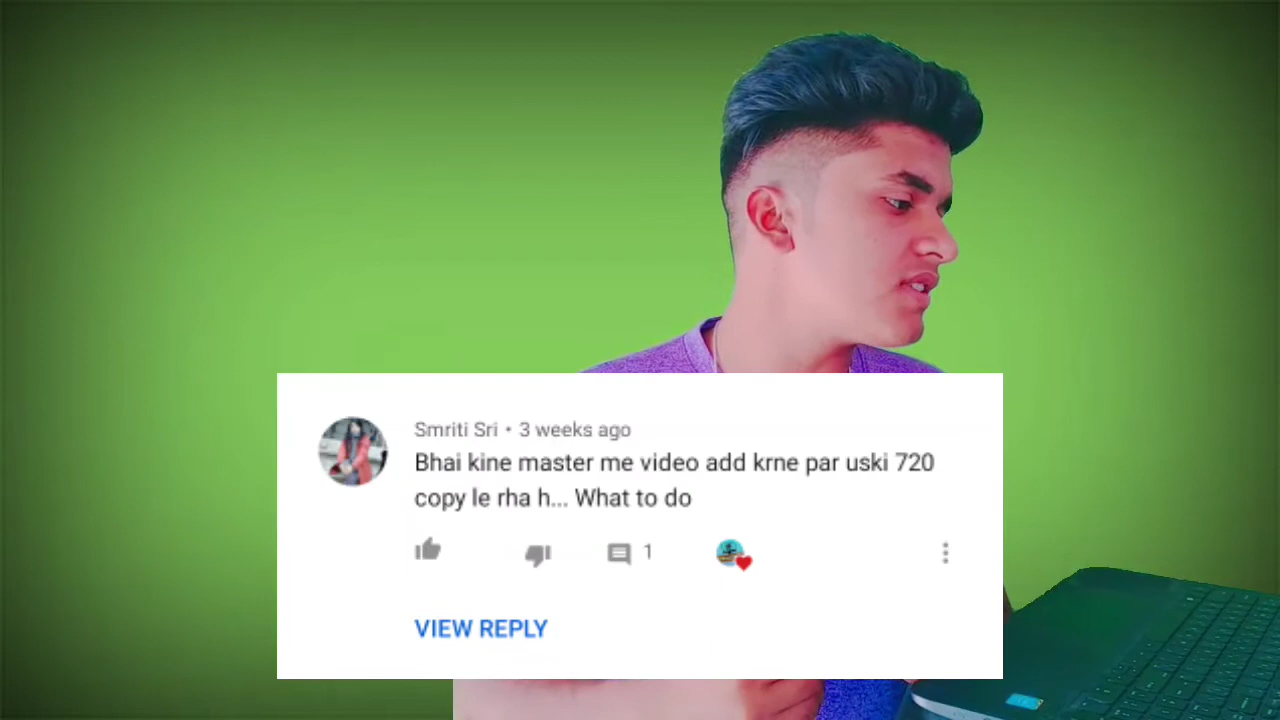 Smriti Sri • 3 weeks ago
Bhai kine master me video add krne par uski 720
copy le rha h... What to do
1
VIEW REPLY